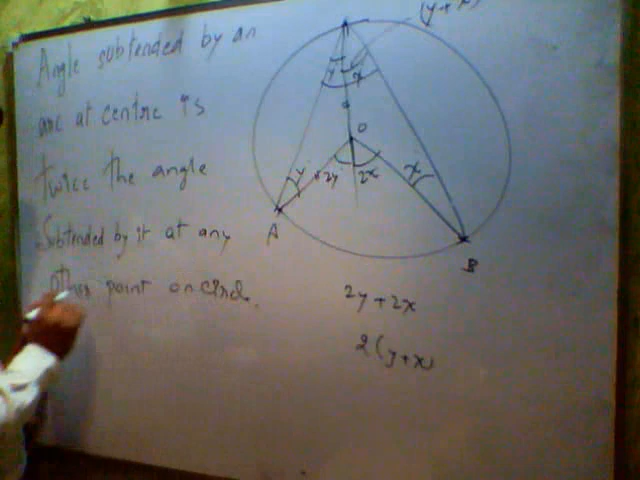 Angle subtended by an
arc at centre is
twice the angle
Subtended by it at any
other point on circle.
(y+x)
y x
O
y 2y 2x x
A
B
2y+2x
2(y+x)